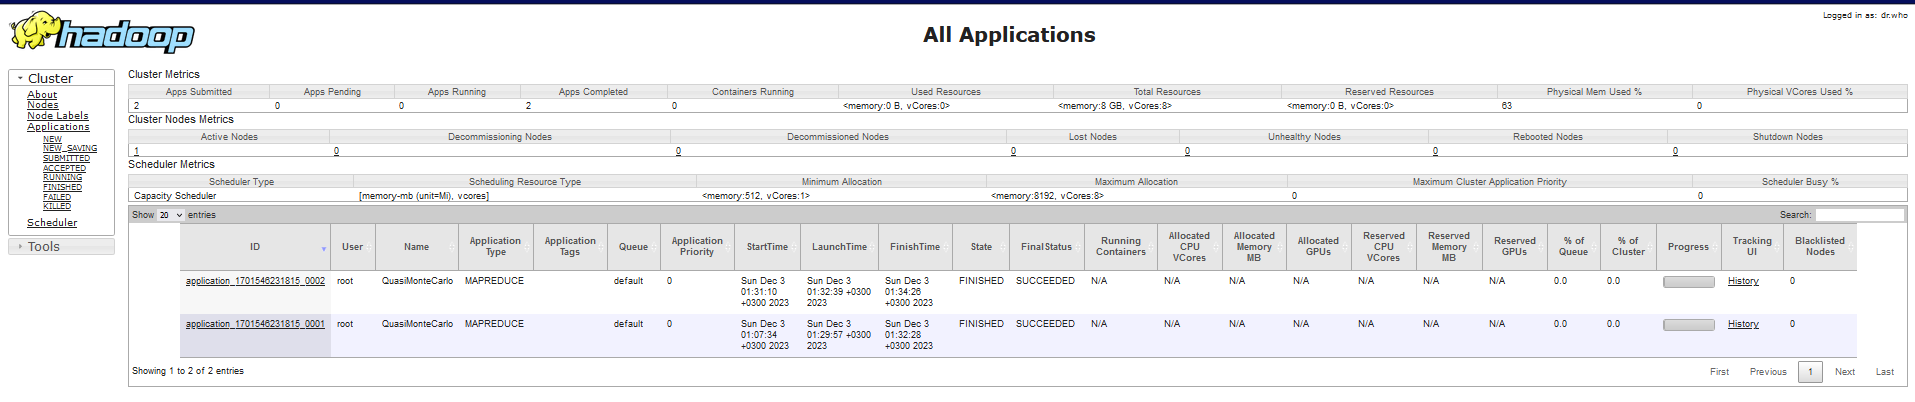 Logged in as: dr.who
hadoop
All Applications
Cluster
About
Nodes
Node Labels
Applications
NEW
NEW_SAVING
SUBMITTED
ACCEPTED
RUNNING
FINISHED
FAILED
KILLED
Scheduler
Tools
Cluster Metrics
Apps Submitted Apps Pending Apps Running Apps Completed Containers Running Used Resources Total Resources Reserved Resources Physical Mem Used % Physical VCores Used %
2 0 0 2 0 <memory:0 B, vCores:0> <memory:8 GB, vCores:8> <memory:0 B, vCores:0> 63 0
Cluster Nodes Metrics
Active Nodes Decommissioning Nodes Decommissioned Nodes Lost Nodes Unhealthy Nodes Rebooted Nodes Shutdown Nodes
1 0 0 0 0 0 0
Scheduler Metrics
Scheduler Type Scheduling Resource Type Minimum Allocation Maximum Allocation Maximum Cluster Application Priority Scheduler Busy %
Capacity Scheduler [memory-mb (unit=Mi), vcores] <memory:512, vCores:1> <memory:8192, vCores:8> 0 0
Show 20 entries Search:
ID User Name Application Type Application Tags Queue Application Priority StartTime LaunchTime FinishTime State FinalStatus Running Containers Allocated CPU VCores Allocated Memory MB Allocated GPUs Reserved CPU VCores Reserved Memory MB Reserved GPUs % of Queue % of Cluster Progress Tracking UI Blacklisted Nodes
application_1701546231815_0002 root QuasiMonteCarlo MAPREDUCE default 0 Sun Dec 3 01:31:10 +0300 2023 Sun Dec 3 01:32:39 +0300 2023 Sun Dec 3 01:34:26 +0300 2023 FINISHED SUCCEEDED N/A N/A N/A N/A N/A N/A N/A 0.0 0.0 History 0
application_1701546231815_0001 root QuasiMonteCarlo MAPREDUCE default 0 Sun Dec 3 01:07:34 +0300 2023 Sun Dec 3 01:29:57 +0300 2023 Sun Dec 3 01:32:28 +0300 2023 FINISHED SUCCEEDED N/A N/A N/A N/A N/A N/A N/A 0.0 0.0 History 0
Showing 1 to 2 of 2 entries First Previous 1 Next Last